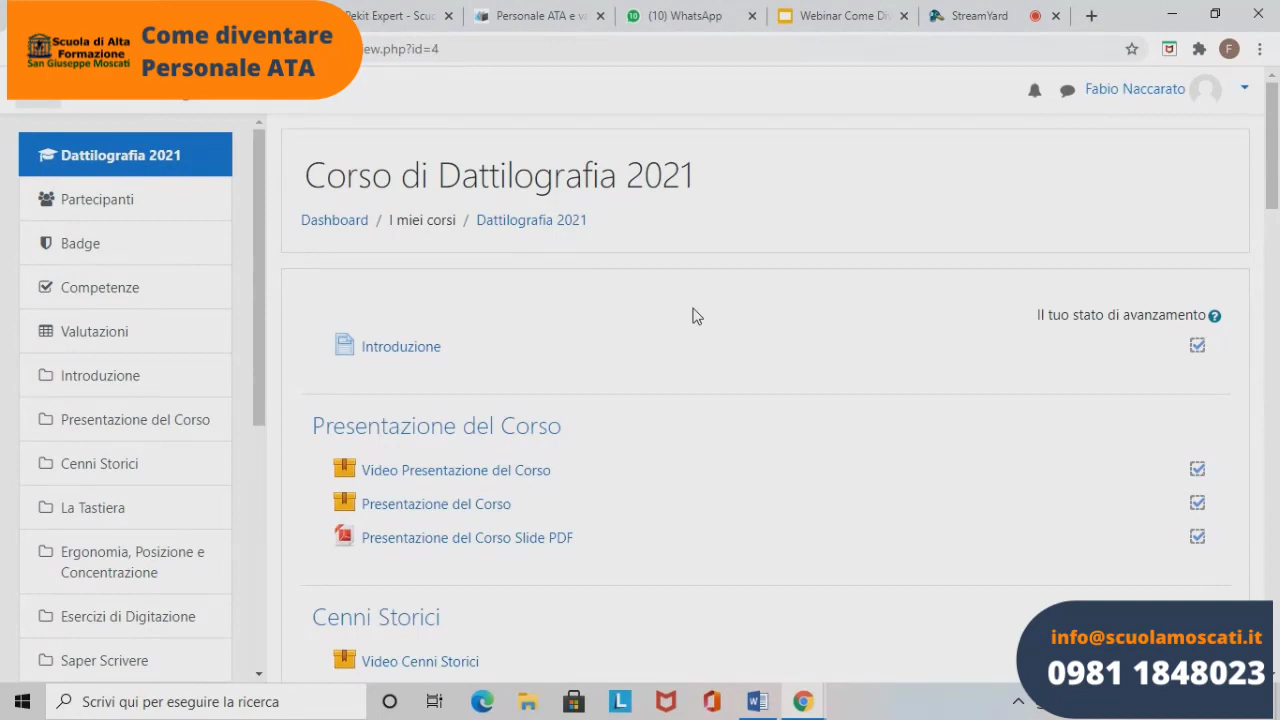 Scuola di Alta
Formazione
San Giuseppe Moscati
Come diventare
Personale ATA
ekit Expert - Scu
Personale ATA e va
(10) WhatsApp
Webinar Come Div
StreamYard
ew.php?id=4
F
Fabio Naccarato
Dattilografia 2021
Partecipanti
Badge
Competenze
Valutazioni
Introduzione
Presentazione del Corso
Cenni Storici
La Tastiera
Ergonomia, Posizione e
Concentrazione
Esercizi di Digitazione
Saper Scrivere
Corso di Dattilografia 2021
Dashboard / I miei corsi / Dattilografia 2021
Il tuo stato di avanzamento
Introduzione
Presentazione del Corso
Video Presentazione del Corso
Presentazione del Corso
Presentazione del Corso Slide PDF
Cenni Storici
Video Cenni Storici
info@scuolamoscati.it
0981 1848023
Scrivi qui per eseguire la ricerca